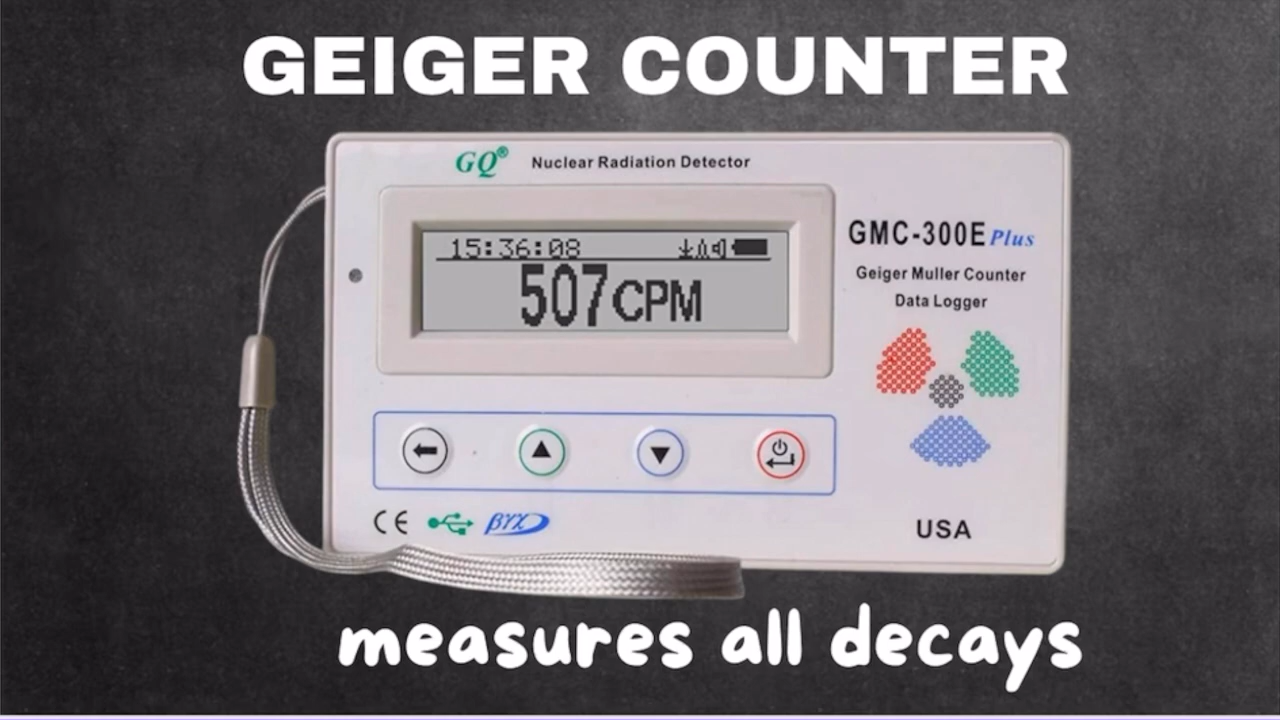 GEIGER COUNTER
GQ® Nuclear Radiation Detector
15:36:08
507CPM
GMC-300E Plus
Geiger Muller Counter
Data Logger
CE
βγχ
USA
measures all decays